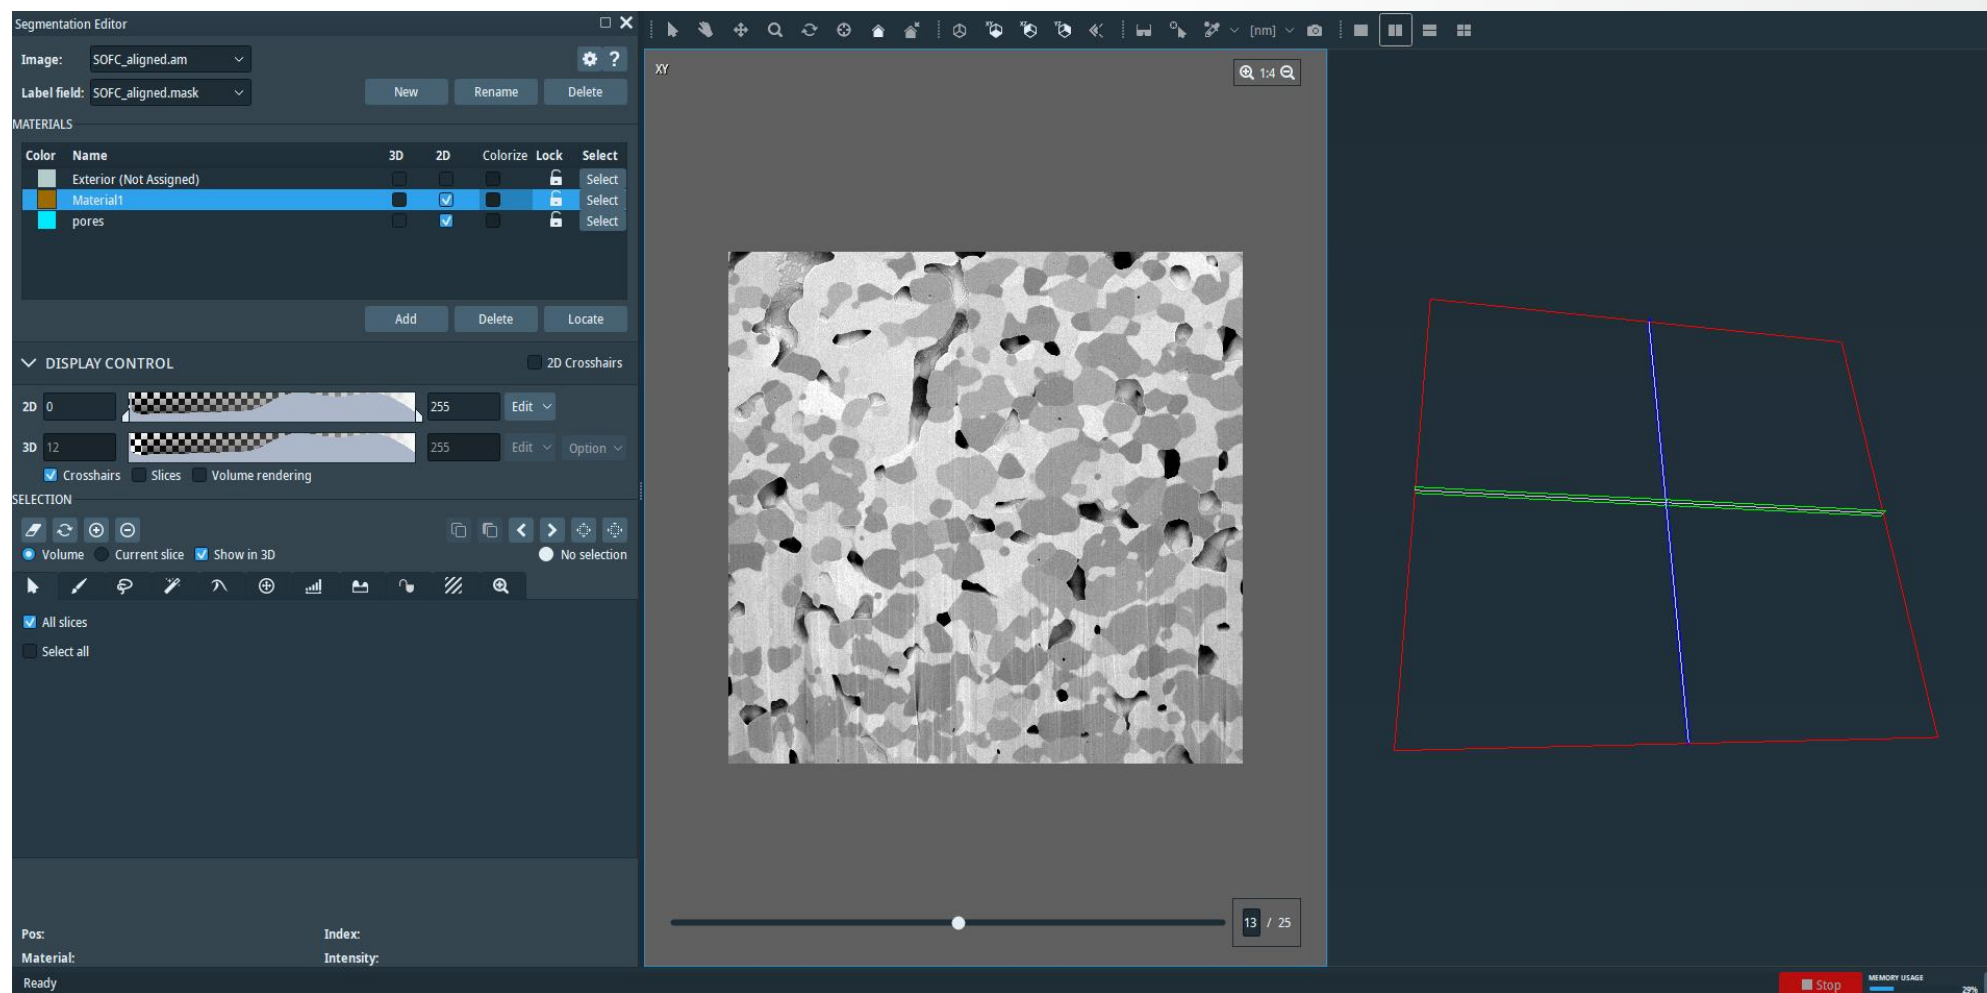 Segmentation Editor
Image: SOFC_aligned.am
Label field: SOFC_aligned.mask New Rename Delete
MATERIALS
Color Name 3D 2D Colorize Lock Select
Exterior (Not Assigned) Select
Material1 Select
pores Select
Add Delete Locate
DISPLAY CONTROL 2D Crosshairs
2D 0 255 Edit
3D 12 255 Edit Option
Crosshairs Slices Volume rendering
SELECTION
Volume Current slice Show in 3D No selection
All slices
Select all
Pos: Index:
Material: Intensity:
Ready
[nm]
XY 1:4
13 / 25
Stop MEMORY USAGE
29%